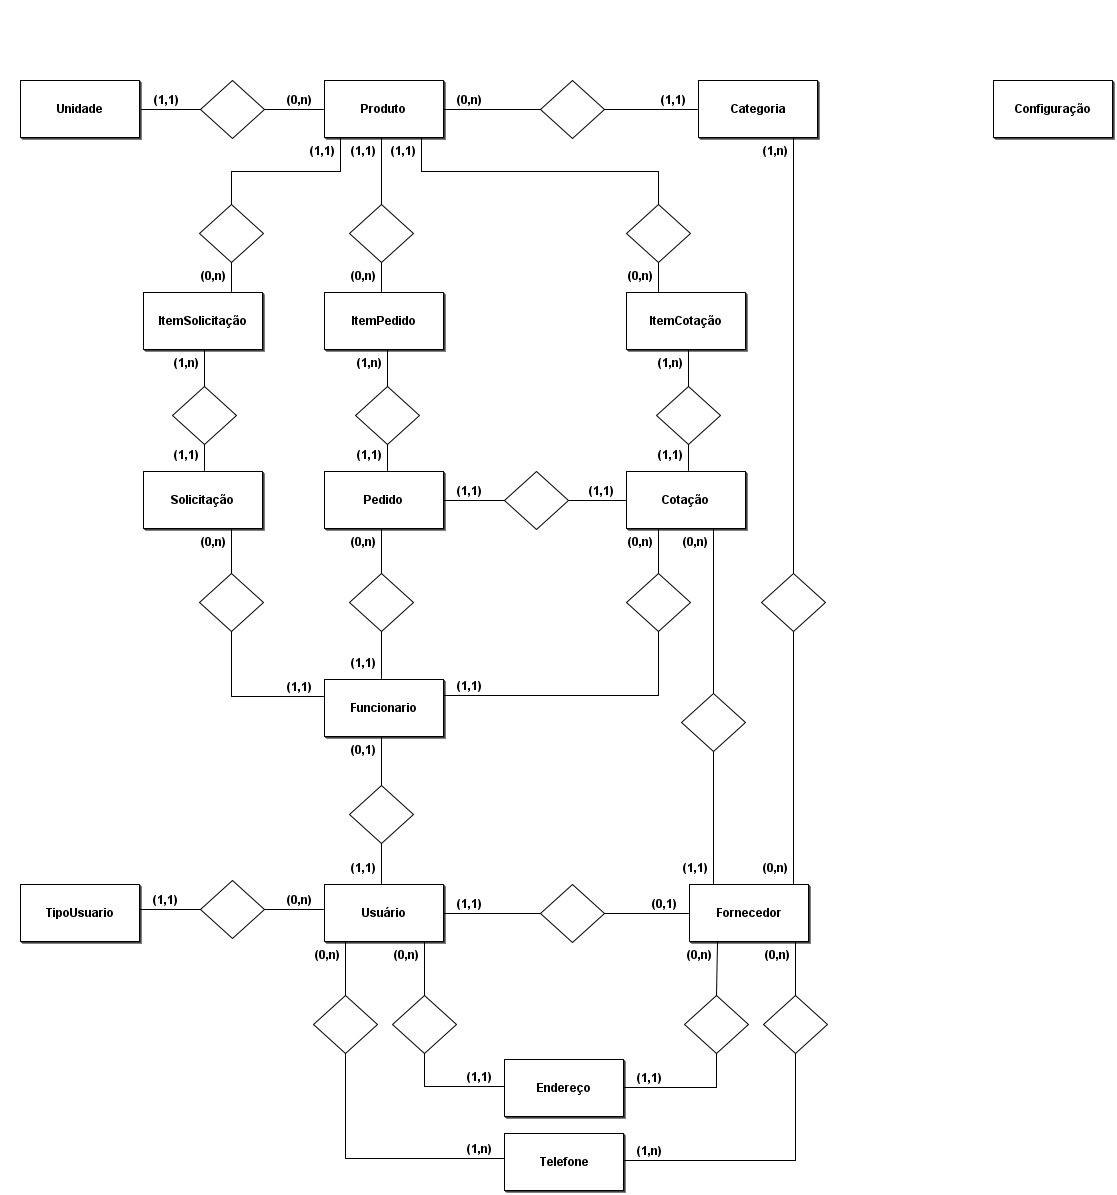 Unidade (1,1) (0,n) Produto (0,n) (1,1) Categoria Configuração
(1,1) (1,1) (1,1) (1,n)
(0,n) (0,n) (0,n)
ItemSolicitação ItemPedido ItemCotação
(1,n) (1,n) (1,n)
(1,1) (1,1) (1,1)
Solicitação Pedido (1,1) (1,1) Cotação
(0,n) (0,n) (0,n) (0,n)
(1,1) (1,1) (1,1)
Funcionario
(0,1)
(1,1) (1,1) (0,n)
TipoUsuario (1,1) (0,n) Usuário (1,1) (0,1) Fornecedor
(0,n) (0,n) (0,n) (0,n)
(1,1) Endereço (1,1)
(1,n) Telefone (1,n)